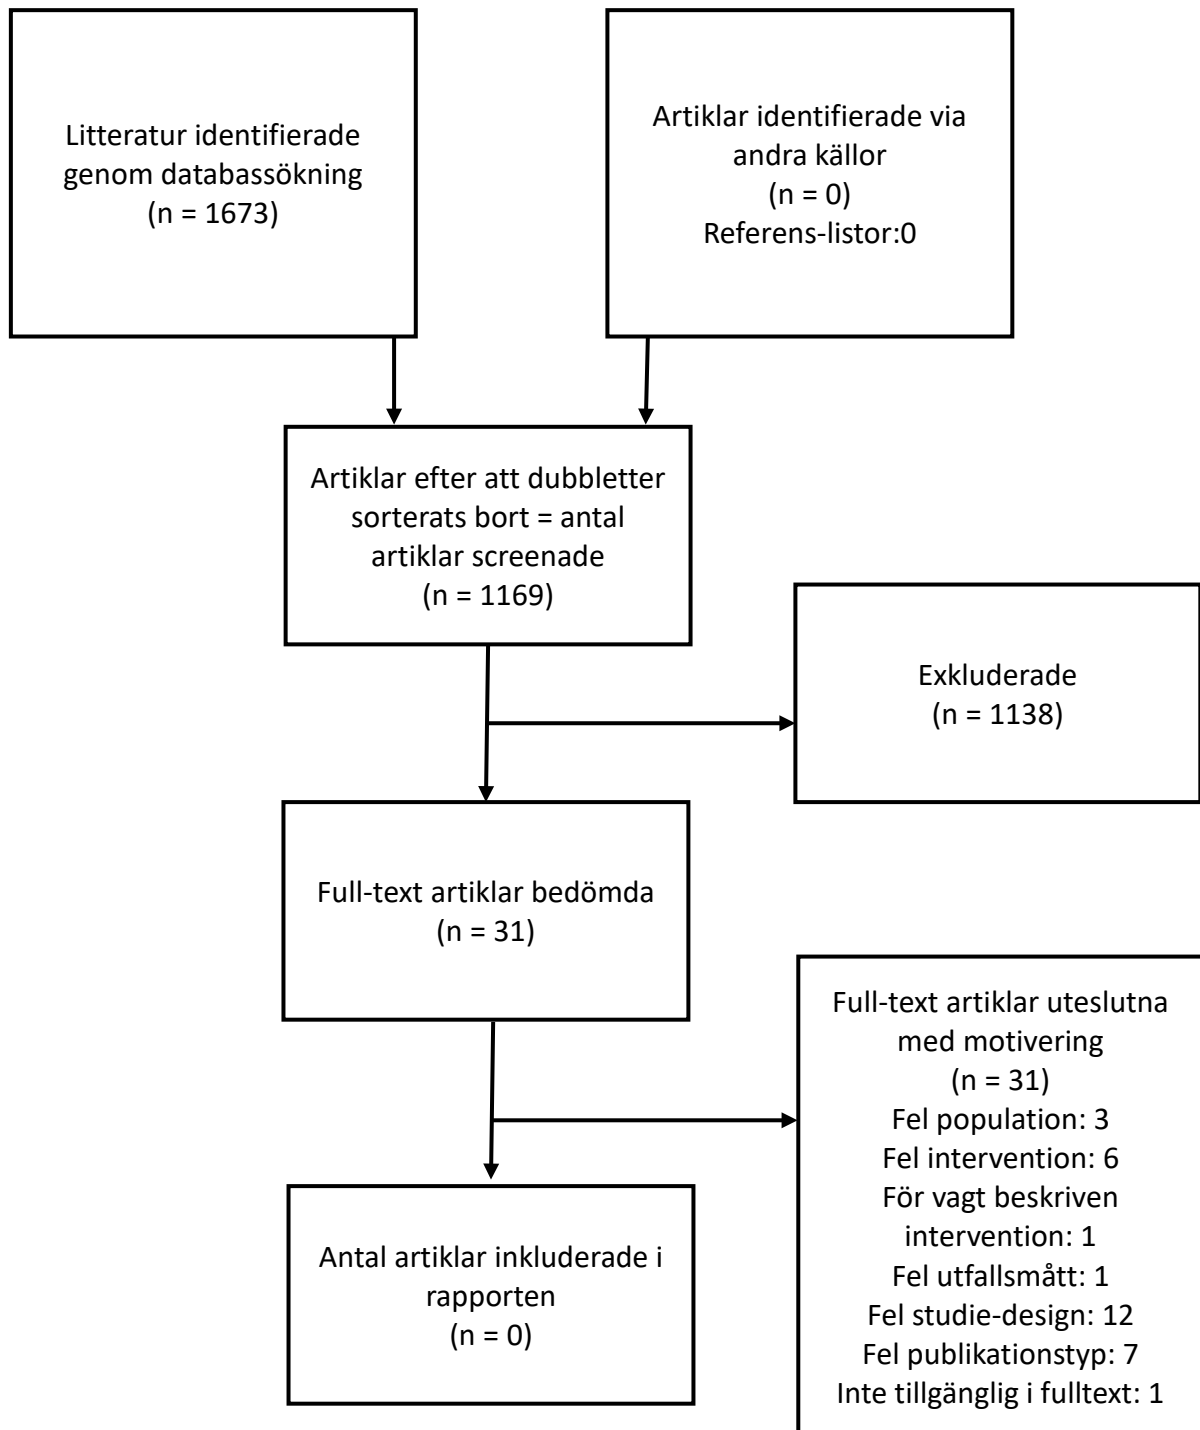 Litteratur identifierade
genom databassökning
(n = 1673)
Artiklar identifierade via
andra källor
(n = 0)
Referens-listor:0
Artiklar efter att dubbletter
sorterats bort = antal
artiklar screenade
(n = 1169)
Exkluderade
(n = 1138)
Full-text artiklar bedömda
(n = 31)
Full-text artiklar uteslutna
med motivering
(n = 31)
Fel population: 3
Fel intervention: 6
För vagt beskriven
intervention: 1
Fel utfallsmått: 1
Fel studie-design: 12
Fel publikationstyp: 7
Inte tillgänglig i fulltext: 1
Antal artiklar inkluderade i
rapporten
(n = 0)